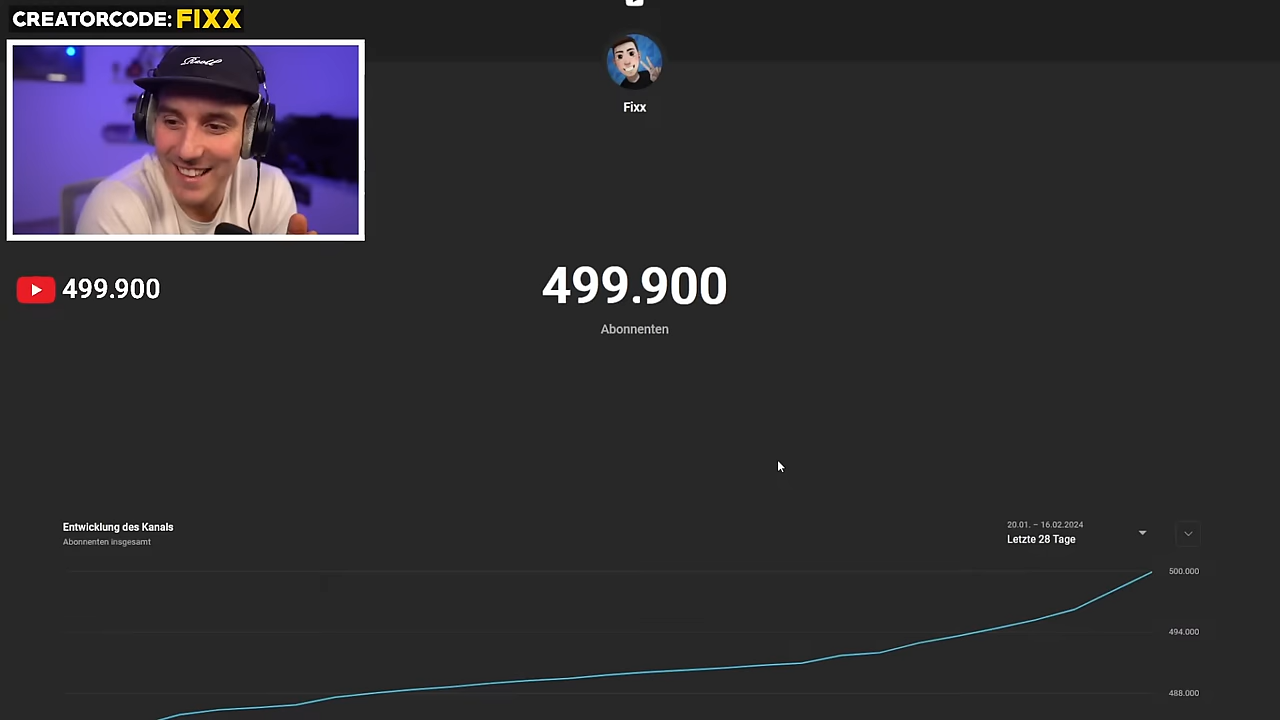 CREATORCODE: FIXX
Fixx
499.900
499.900
Abonnenten
Entwicklung des Kanals
Abonnenten insgesamt
20.01. – 16.02.2024
Letzte 28 Tage
500.000
494.000
488.000